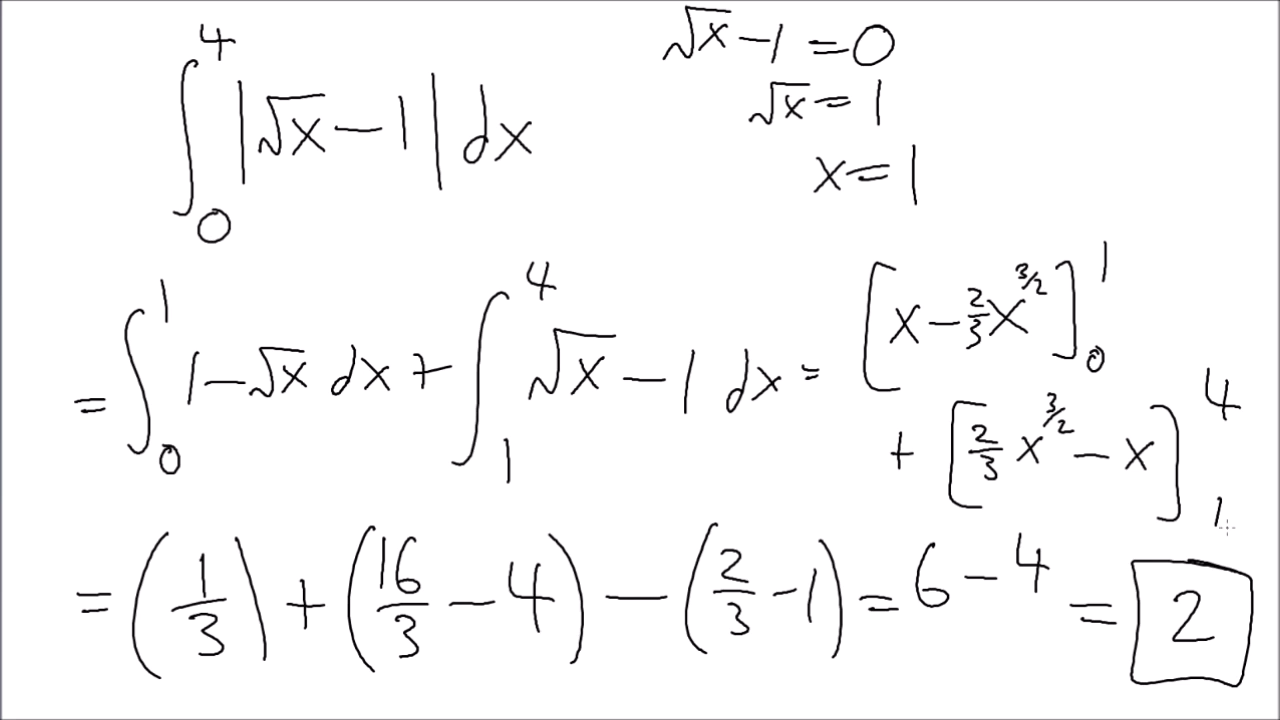 ∫₀⁴ |√x − 1| dx
√x − 1 = 0
√x = 1
x = 1
= ∫₀¹ 1 − √x dx + ∫₁⁴ √x − 1 dx = [x − 2/3 x^(3/2)]₀¹
+ [2/3 x^(3/2) − x]₁⁴
= (1/3) + (16/3 − 4) − (2/3 − 1) = 6 − 4 = 2